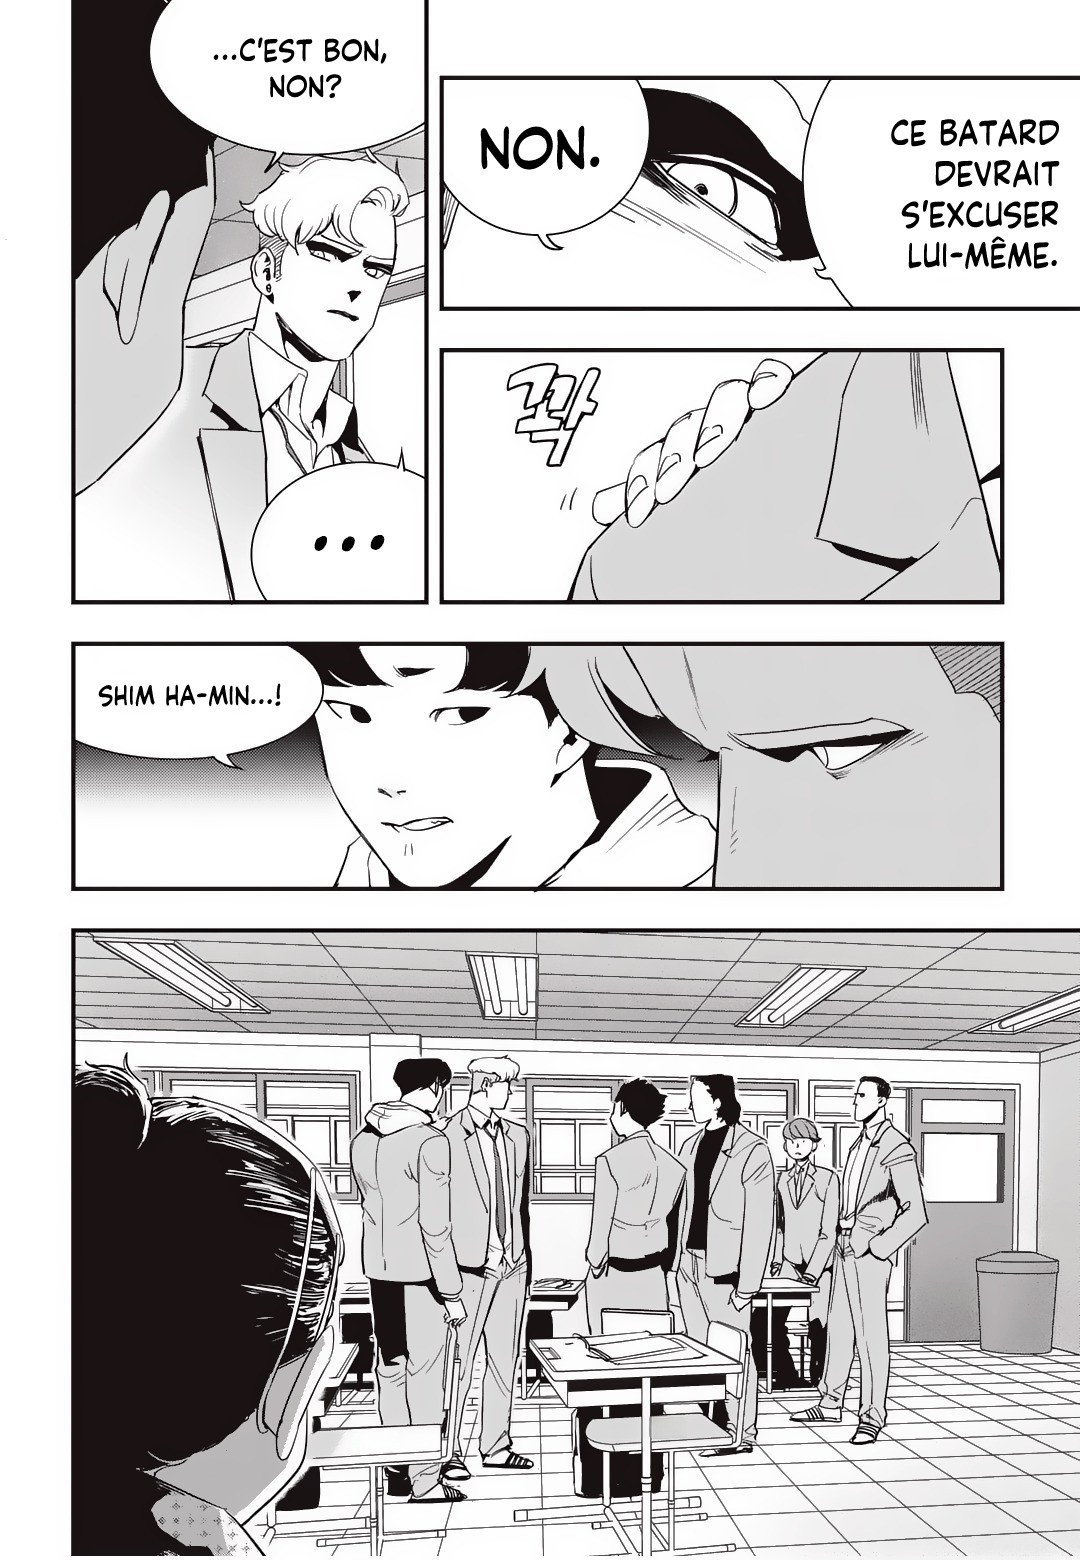 ...C'EST BON,
NON?
NON.
CE BATARD
DEVRAIT
S'EXCUSER
LUI-MÊME.
...
꽈악
SHIM HA-MIN...!